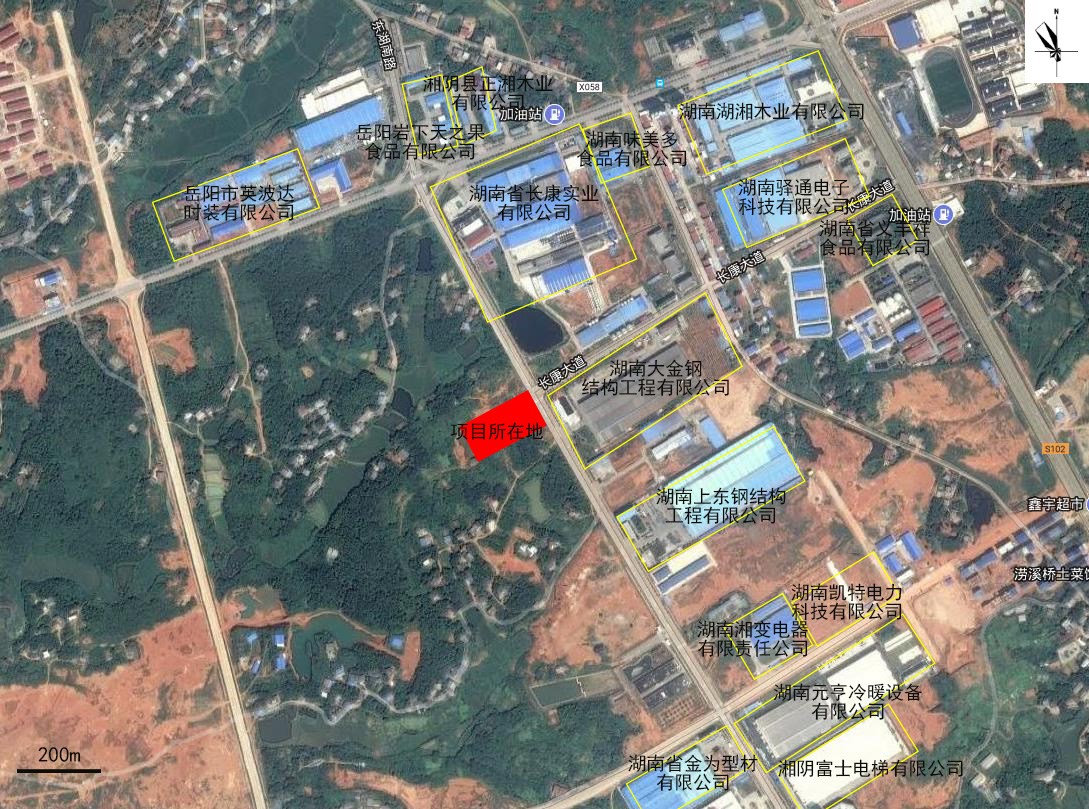 N
东湖南路
湘阴县正湘木业
有限公司
X058
加油站
岳阳岩下天之果
食品有限公司
湖南味美多
食品有限公司
湖南湖湘木业有限公司
岳阳市英波达
时装有限公司
湖南省长康实业
有限公司
湖南驿通电子
科技有限公司
长康大道
加油站
湖南省义丰祥
食品有限公司
长康大道
长康大道
湖南大金钢
结构工程有限公司
项目所在地
S102
湖南上东钢结构
工程有限公司
鑫宇超市
涝溪桥土菜馆
湖南凯特电力
科技有限公司
湖南湘变电器
有限责任公司
湖南元亨冷暖设备
有限公司
200m
湖南省金为型材
有限公司
湘阴富士电梯有限公司